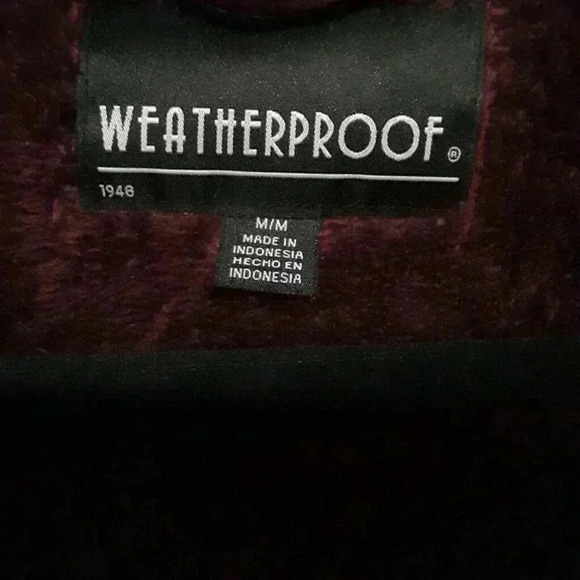 WEATHERPROOF®
1948
M/M
MADE IN
INDONESIA
HECHO EN
INDONESIA